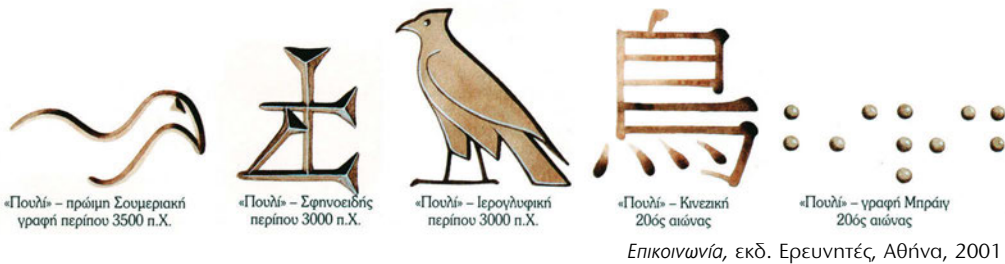 鳥 ⠃⠊⠗⠙
«Πουλί» – πρώιμη Σουμεριακή
γραφή περίπου 3500 π.Χ.
«Πουλί» – Σφηνοειδής
περίπου 3000 π.Χ.
«Πουλί» – Ιερογλυφική
περίπου 3000 π.Χ.
«Πουλί» – Κινεζική
20ός αιώνας
«Πουλί» – γραφή Μπράιγ
20ός αιώνας
Επικοινωνία, εκδ. Ερευνητές, Αθήνα, 2001